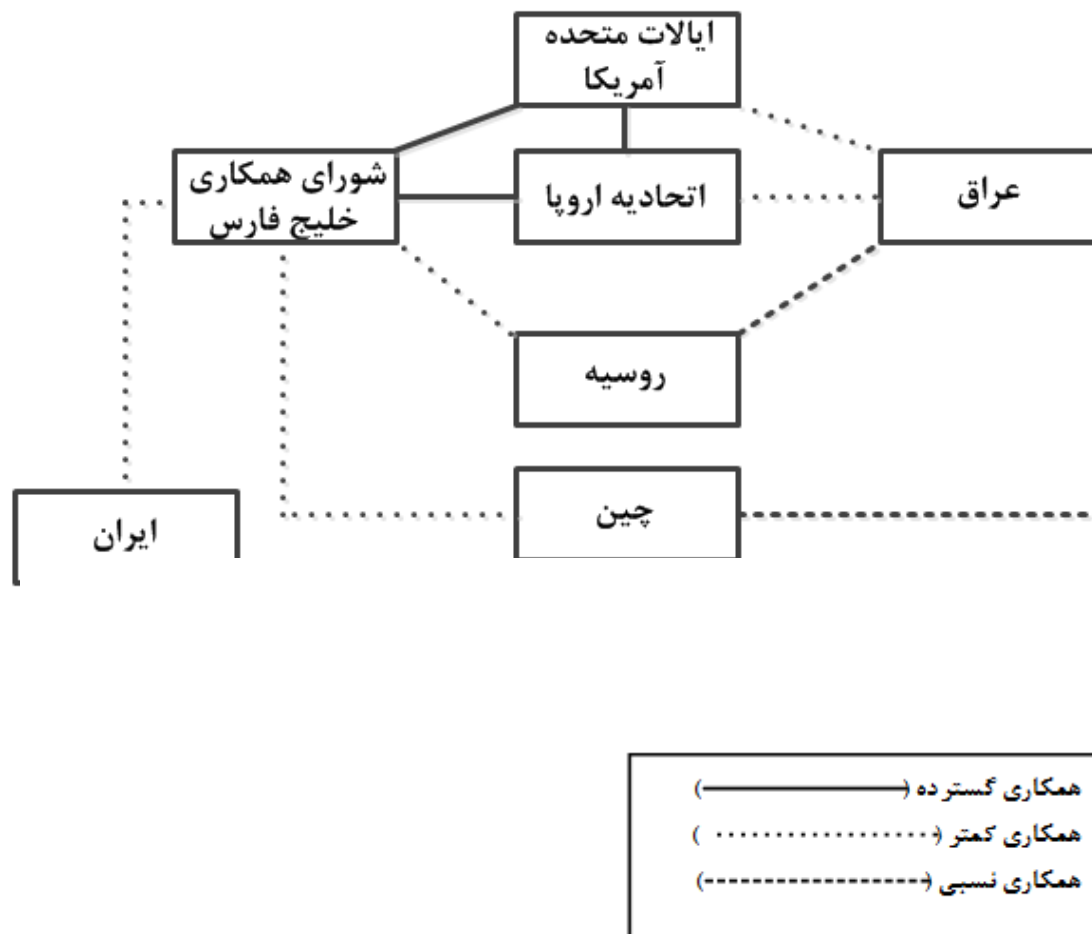 ایالات متحده
آمریکا
شورای همکاری
خلیج فارس
اتحادیه اروپا
عراق
روسیه
چین
ایران
همکاری گسترده ( )
همکاری کمتر ( )
همکاری نسبی ( )